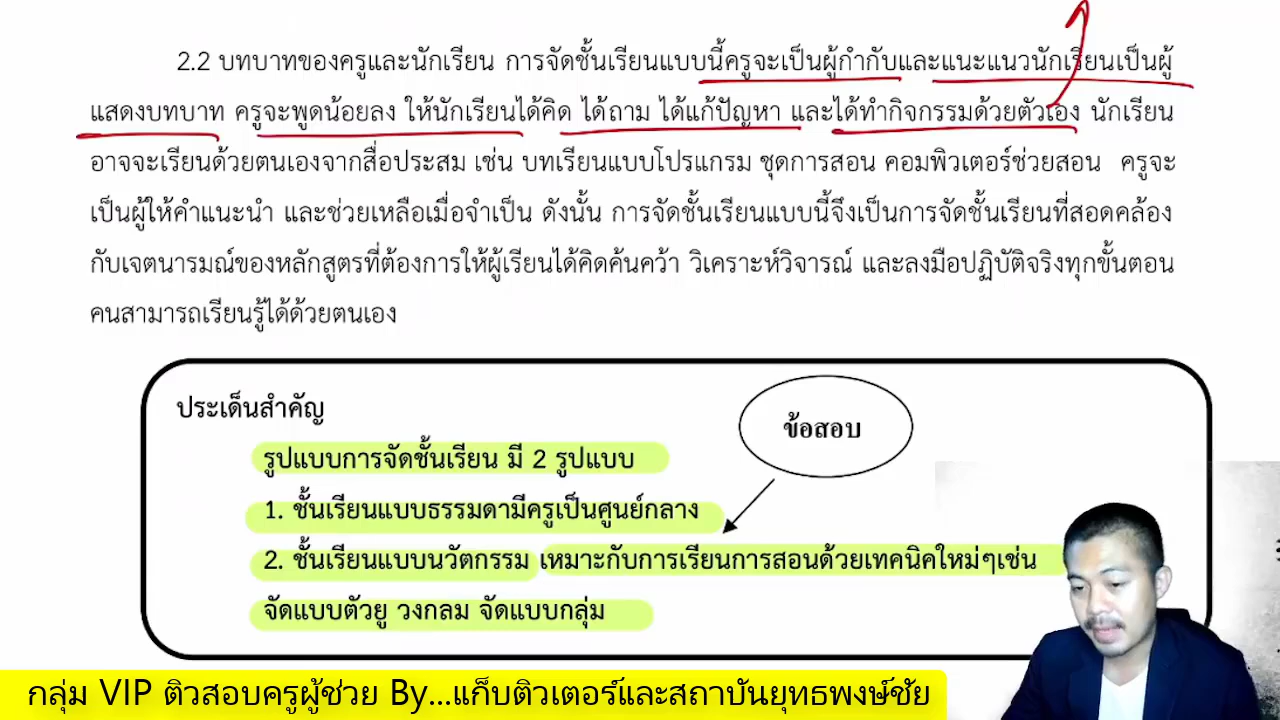 2.2 บทบาทของครูและนักเรียน การจัดชั้นเรียนแบบนี้ครูจะเป็นผู้กำกับและแนะแนวนักเรียนเป็นผู้
แสดงบทบาท ครูจะพูดน้อยลง ให้นักเรียนได้คิด ได้ถาม ได้แก้ปัญหา และได้ทำกิจกรรมด้วยตัวเอง นักเรียน
อาจจะเรียนด้วยตนเองจากสื่อประสม เช่น บทเรียนแบบโปรแกรม ชุดการสอน คอมพิวเตอร์ช่วยสอน ครูจะ
เป็นผู้ให้คำแนะนำ และช่วยเหลือเมื่อจำเป็น ดังนั้น การจัดชั้นเรียนแบบนี้จึงเป็นการจัดชั้นเรียนที่สอดคล้อง
กับเจตนารมณ์ของหลักสูตรที่ต้องการให้ผู้เรียนได้คิดค้นคว้า วิเคราะห์วิจารณ์ และลงมือปฏิบัติจริงทุกขั้นตอน
คนสามารถเรียนรู้ได้ด้วยตนเอง
ประเด็นสำคัญ
ข้อสอบ
รูปแบบการจัดชั้นเรียน มี 2 รูปแบบ
1. ชั้นเรียนแบบธรรมดามีครูเป็นศูนย์กลาง
2. ชั้นเรียนแบบนวัตกรรม เหมาะกับการเรียนการสอนด้วยเทคนิคใหม่ๆเช่น
จัดแบบตัวยู วงกลม จัดแบบกลุ่ม
กลุ่ม VIP ติวสอบครูผู้ช่วย By...แก็บติวเตอร์และสถาบันยุทธพงษ์ชัย